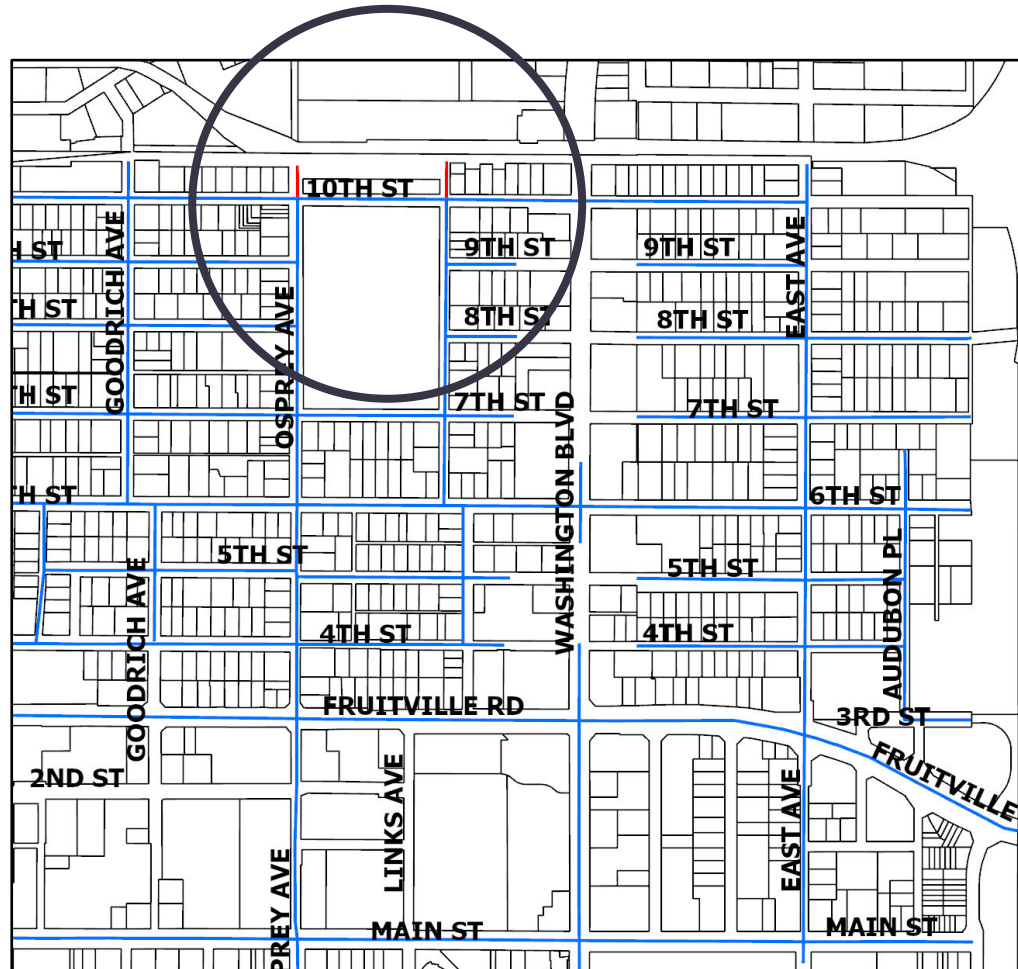 10TH ST
9TH ST
9TH ST
H ST
GOODRICH AVE
EAST AVE
OSPREY AVE
TH ST
8TH ST
8TH ST
TH ST
7TH ST
7TH ST
WASHINGTON BLVD
TH ST
6TH ST
5TH ST
5TH ST
GOODRICH AVE
AUDUBON PL
4TH ST
4TH ST
FRUITVILLE RD
3RD ST
FRUITVILLE
2ND ST
LINKS AVE
EAST AVE
PREY AVE
MAIN ST
MAIN ST